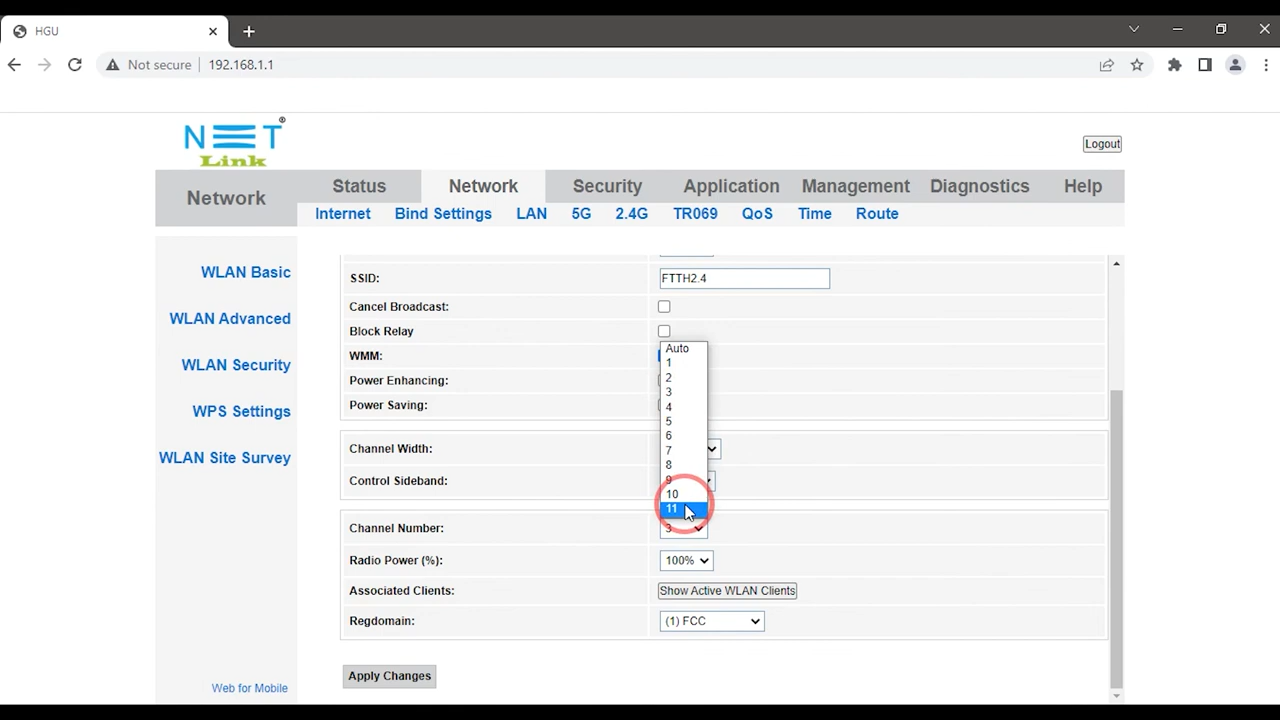 HGU
Not secure
192.168.1.1
NET
Link
®
Logout
Network
Status
Network
Security
Application
Management
Diagnostics
Help
Internet
Bind Settings
LAN
5G
2.4G
TR069
QoS
Time
Route
WLAN Basic
WLAN Advanced
WLAN Security
WPS Settings
WLAN Site Survey
Web for Mobile
SSID:
FTTH2.4
Cancel Broadcast:
Block Relay
WMM:
Power Enhancing:
Power Saving:
Auto
1
2
3
4
5
6
7
8
9
10
11
Channel Width:
Control Sideband:
Channel Number:
3
Radio Power (%):
100%
Associated Clients:
Show Active WLAN Clients
Regdomain:
(1) FCC
Apply Changes